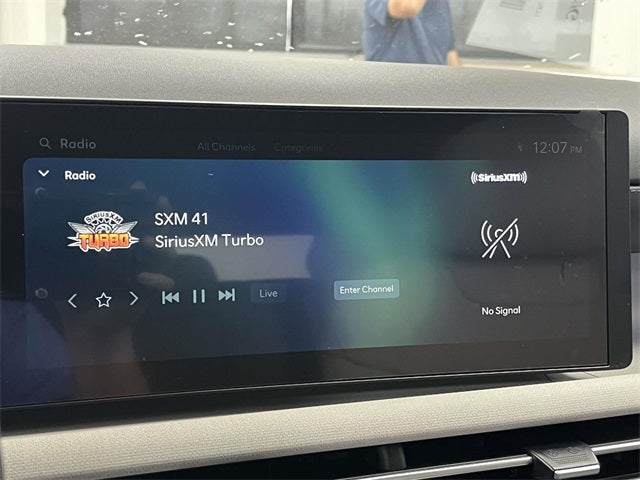 Radio
All Channels Categories
12:07 PM
Radio
((SiriusXM))
SIRIUSXM
TURBO
SXM 41
SiriusXM Turbo
Live
Enter Channel
No Signal